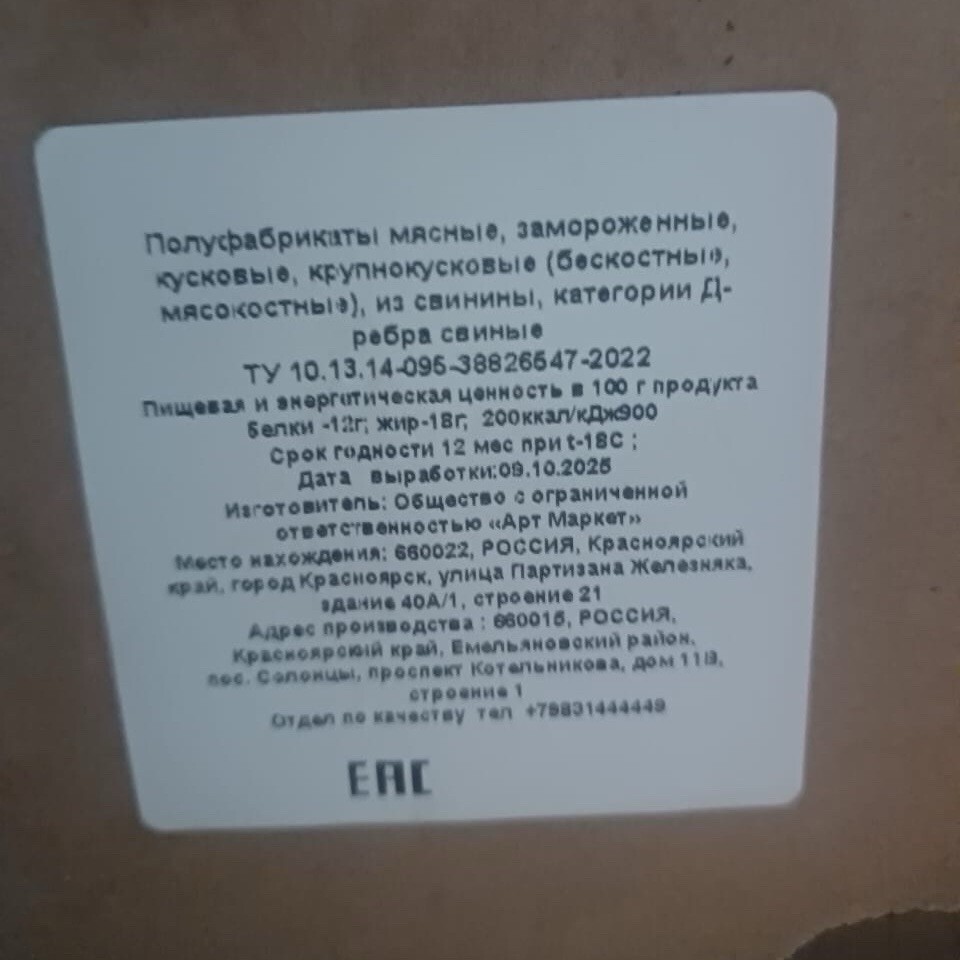 Полуфабрикаты мясные, замороженные,
кусковые, крупнокусковые (бескостные,
мясокостные), из свинины, категории Д-
ребра свиные
ТУ 10.13.14-095-38826547-2022
Пищевая и энергетическая ценность в 100 г продукта
белки -12г; жир-18г; 200ккал/кДж900
Срок годности 12 мес при t-18С ;
Дата выработки:09.10.2025
Изготовитель: Общество с ограниченной
ответственностью «Арт Маркет»
Место нахождения: 660022, РОССИЯ, Красноярский
край, город Красноярск, улица Партизана Железняка,
здание 40А/1, строение 21
Адрес производства : 660015, РОССИЯ,
Красноярский край, Емельяновский район,
пос. Солонцы, проспект Котельникова, дом
строение 1
Отдел по качеству тел +79831444449
EAC